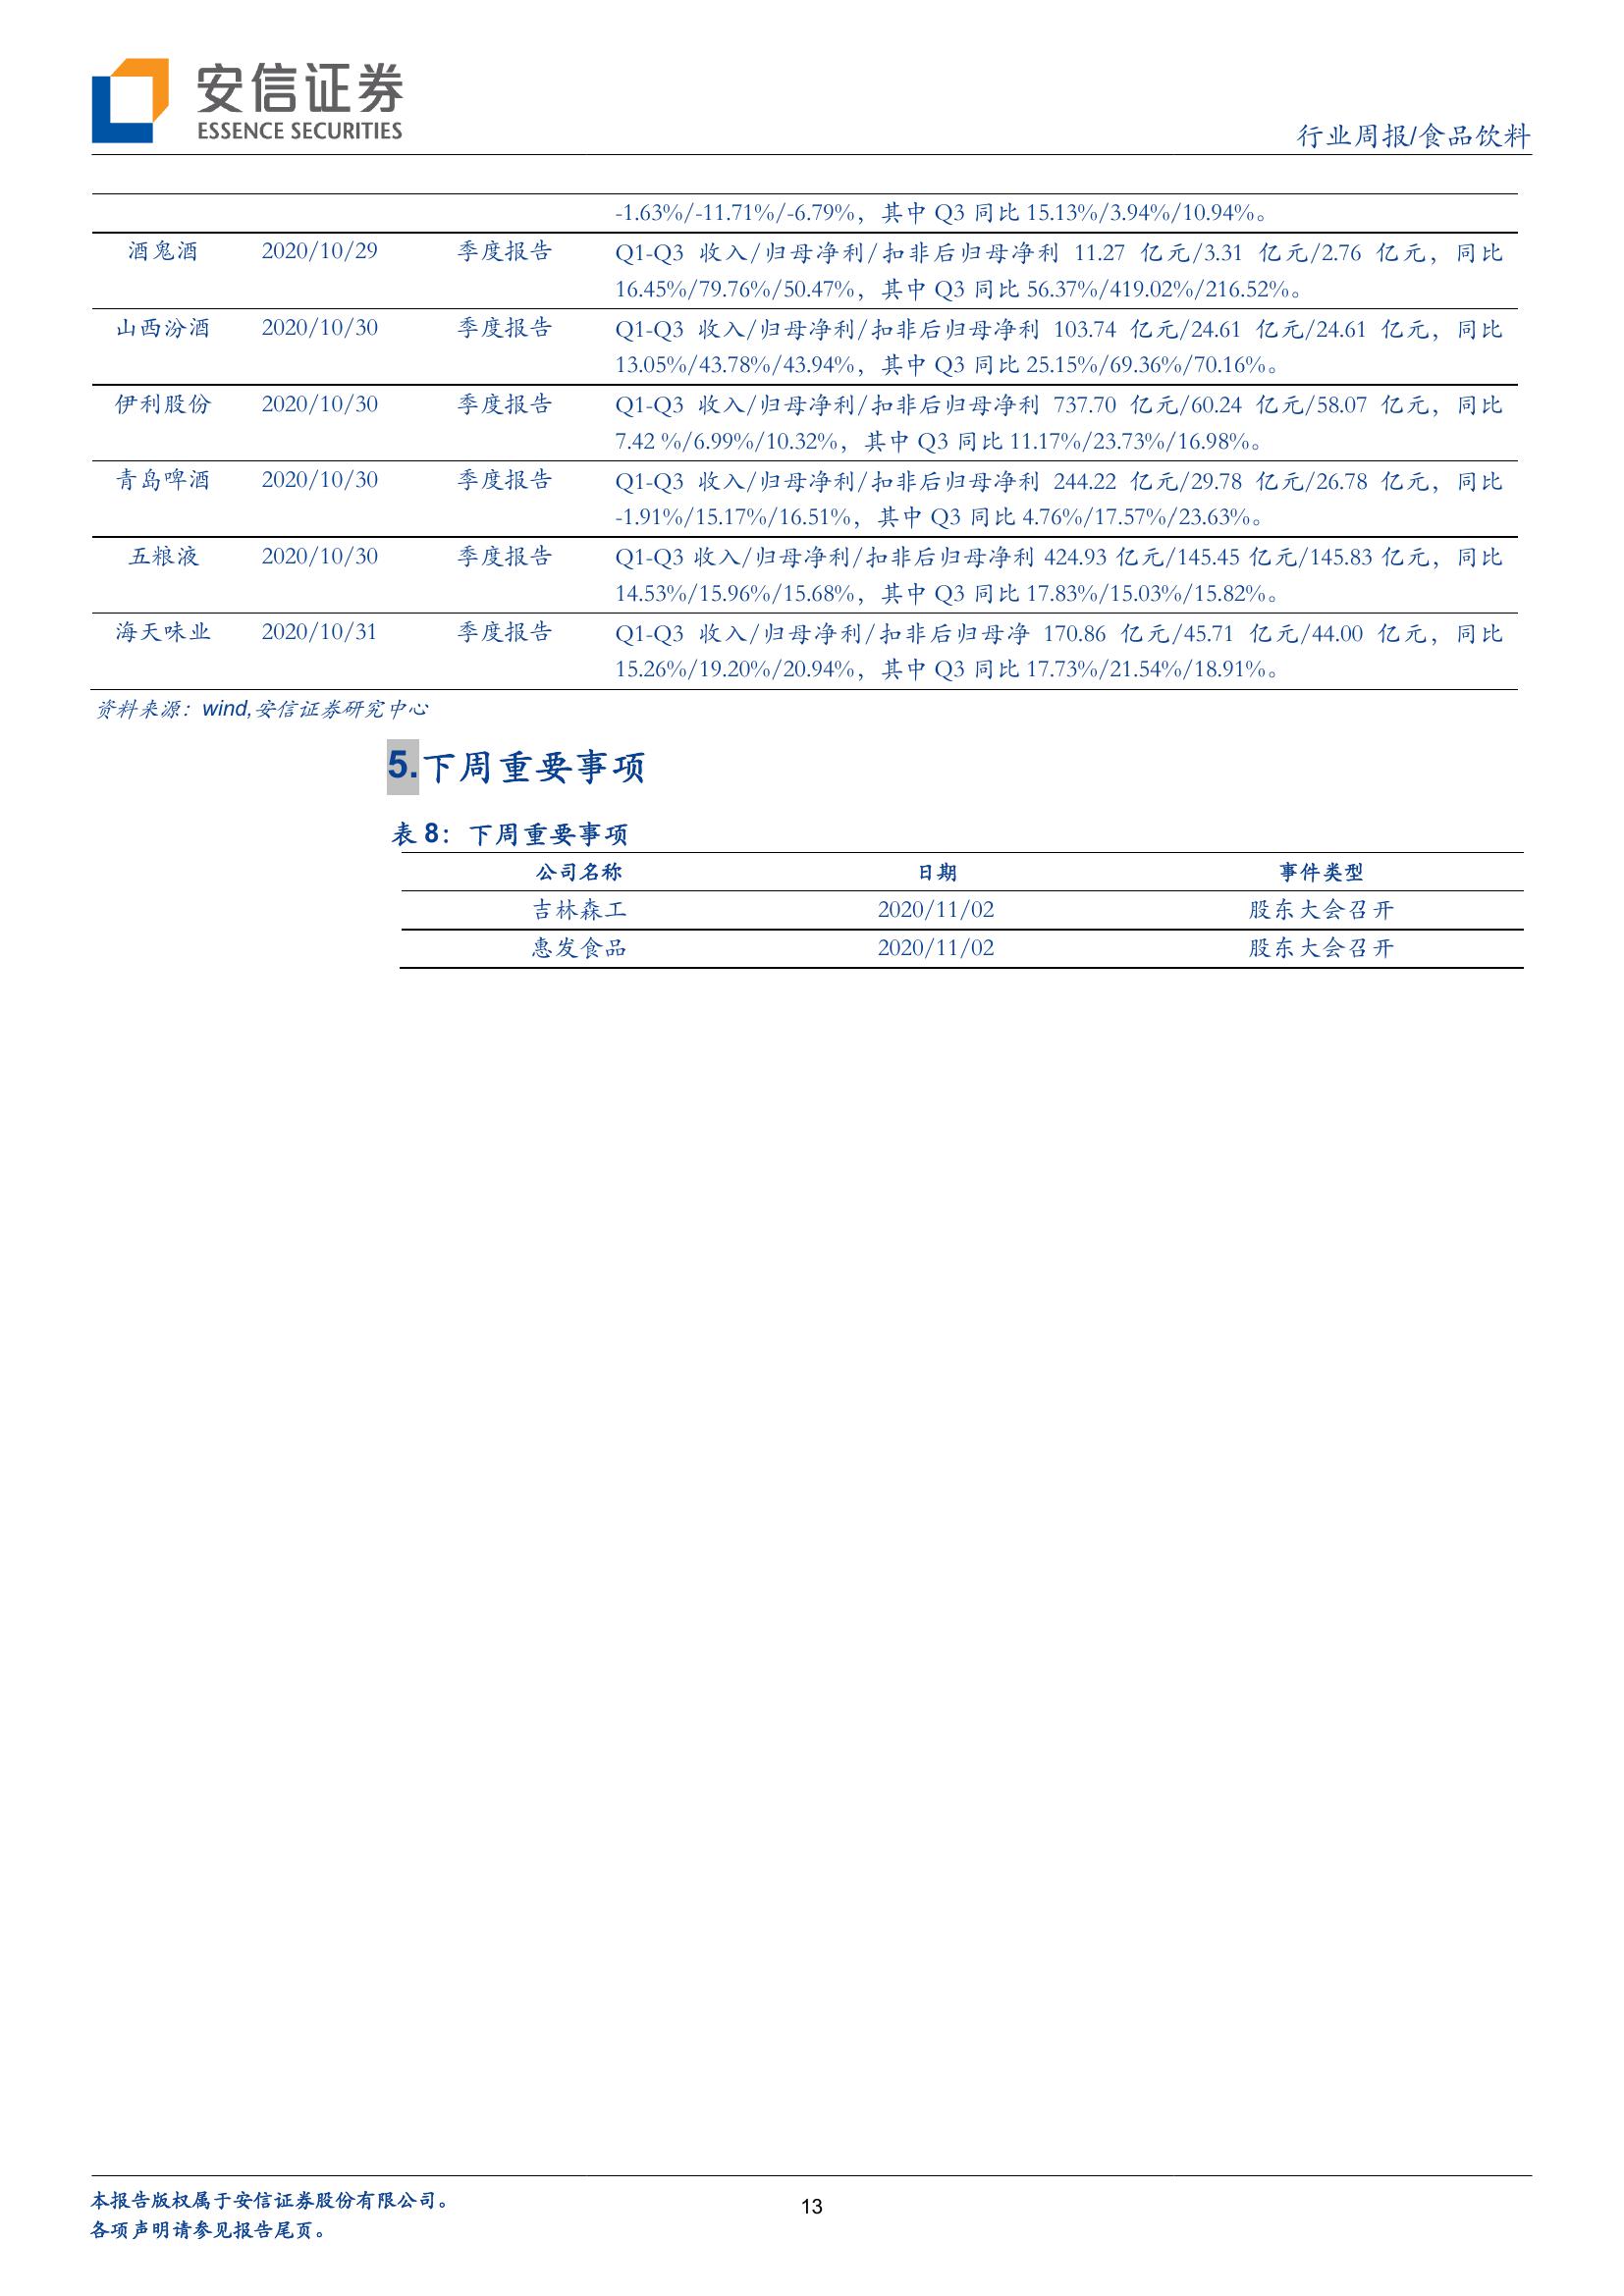 安信证券
ESSENCE SECURITIES
行业周报/食品饮料
-1.63%/-11.71%/-6.79%，其中 Q3 同比 15.13%/3.94%/10.94%。
酒鬼酒 2020/10/29 季度报告 Q1-Q3 收入/归母净利/扣非后归母净利 11.27 亿元/3.31 亿元/2.76 亿元，同比
16.45%/79.76%/50.47%，其中 Q3 同比 56.37%/419.02%/216.52%。
山西汾酒 2020/10/30 季度报告 Q1-Q3 收入/归母净利/扣非后归母净利 103.74 亿元/24.61 亿元/24.61 亿元，同比
13.05%/43.78%/43.94%，其中 Q3 同比 25.15%/69.36%/70.16%。
伊利股份 2020/10/30 季度报告 Q1-Q3 收入/归母净利/扣非后归母净利 737.70 亿元/60.24 亿元/58.07 亿元，同比
7.42 %/6.99%/10.32%，其中 Q3 同比 11.17%/23.73%/16.98%。
青岛啤酒 2020/10/30 季度报告 Q1-Q3 收入/归母净利/扣非后归母净利 244.22 亿元/29.78 亿元/26.78 亿元，同比
-1.91%/15.17%/16.51%，其中 Q3 同比 4.76%/17.57%/23.63%。
五粮液 2020/10/30 季度报告 Q1-Q3 收入/归母净利/扣非后归母净利 424.93 亿元/145.45 亿元/145.83 亿元，同比
14.53%/15.96%/15.68%，其中 Q3 同比 17.83%/15.03%/15.82%。
海天味业 2020/10/31 季度报告 Q1-Q3 收入/归母净利/扣非后归母净 170.86 亿元/45.71 亿元/44.00 亿元，同比
15.26%/19.20%/20.94%，其中 Q3 同比 17.73%/21.54%/18.91%。
资料来源：wind,安信证券研究中心
5.下周重要事项
表 8：下周重要事项
公司名称 日期 事件类型
吉林森工 2020/11/02 股东大会召开
惠发食品 2020/11/02 股东大会召开
本报告版权属于安信证券股份有限公司。
各项声明请参见报告尾页。
13